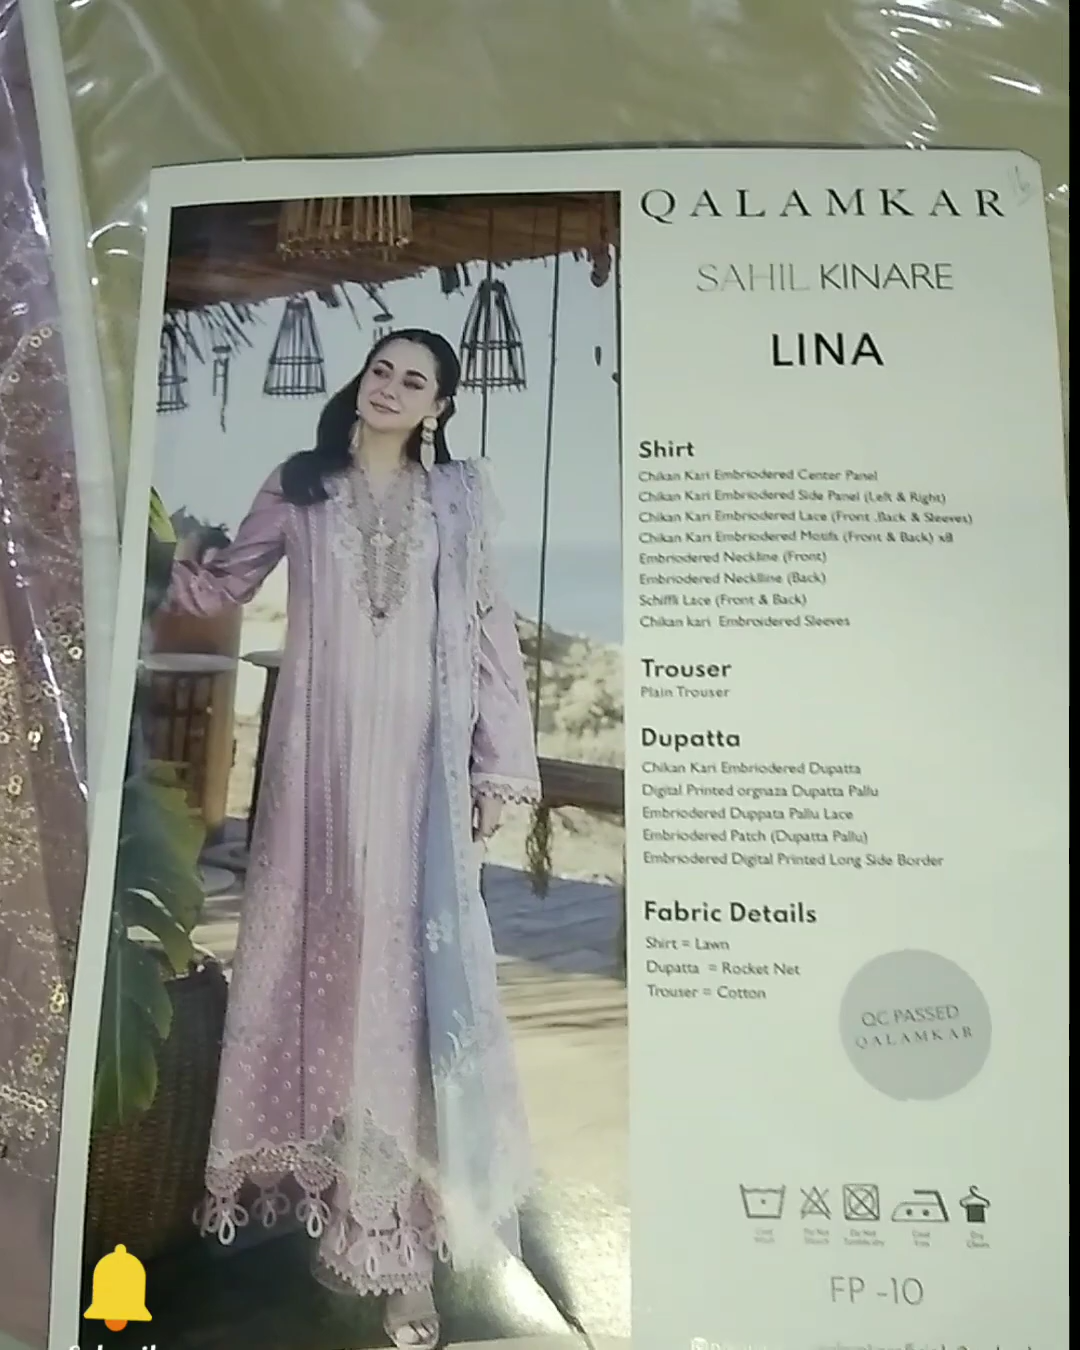 QALAMKAR
SAHIL KINARE
LINA
Shirt
Chikan Kari Embriodered Center Panel
Chikan Kari Embriodered Side Panel (Left & Right)
Chikan Kari Embriodered Lace (Front ,Back & Sleeves)
Chikan Kari Embriodered Motifs (Front & Back) x8
Embriodered Neckline (Front)
Embriodered Necklline (Back)
Schiffli Lace (Front & Back)
Chikan kari Embroidered Sleeves
Trouser
Plain Trouser
Dupatta
Chikan Kari Embriodered Dupatta
Digital Printed orgnaza Dupatta Pallu
Embriodered Duppata Pallu Lace
Embriodered Patch (Dupatta Pallu)
Embriodered Digital Printed Long Side Border
Fabric Details
Shirt = Lawn
Dupatta = Rocket Net
Trouser = Cotton
QC PASSED
QALAMKAR
FP -10